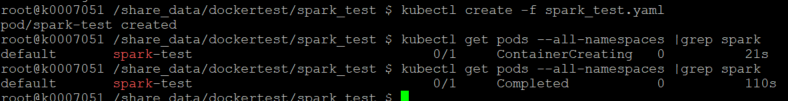 root@k0007051 /share_data/dockertest/spark_test $ kubectl create -f spark_test.yaml
pod/spark-test created
root@k0007051 /share_data/dockertest/spark_test $ kubectl get pods --all-namespaces |grep spark
default spark-test 0/1 ContainerCreating 0 21s
root@k0007051 /share_data/dockertest/spark_test $ kubectl get pods --all-namespaces |grep spark
default spark-test 0/1 Completed 0 110s
root@k0007051 /share_data/dockertest/spark_test $